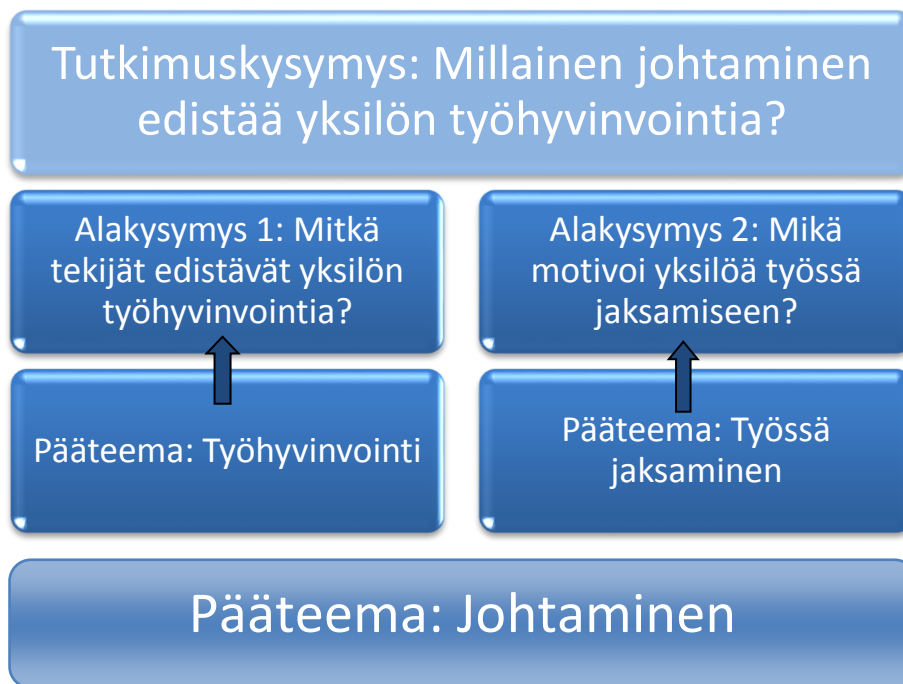 Tutkimuskysymys: Millainen johtaminen
edistää yksilön työhyvinvointia?
Alakysymys 1: Mitkä
tekijät edistävät yksilön
työhyvinvointia?
Alakysymys 2: Mikä
motivoi yksilöä työssä
jaksamiseen?
Pääteema: Työhyvinvointi
Pääteema: Työssä
jaksaminen
Pääteema: Johtaminen